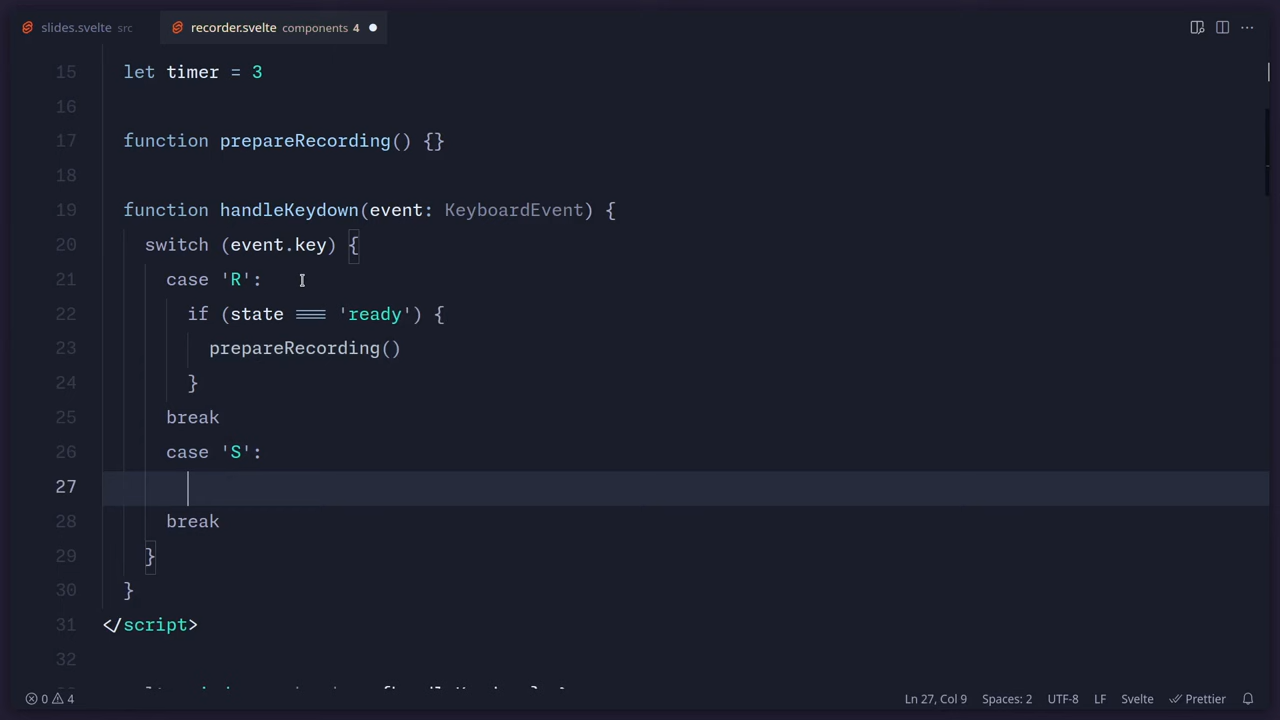 slides.svelte src
recorder.svelte components 4
15 let timer = 3
16
17 function prepareRecording() {}
18
19 function handleKeydown(event: KeyboardEvent) {
20 switch (event.key) {
21 case 'R':
22 if (state === 'ready') {
23 prepareRecording()
24 }
25 break
26 case 'S':
27
28 break
29 }
30 }
31 </script>
32
0 4 Ln 27, Col 9 Spaces: 2 UTF-8 LF Svelte Prettier